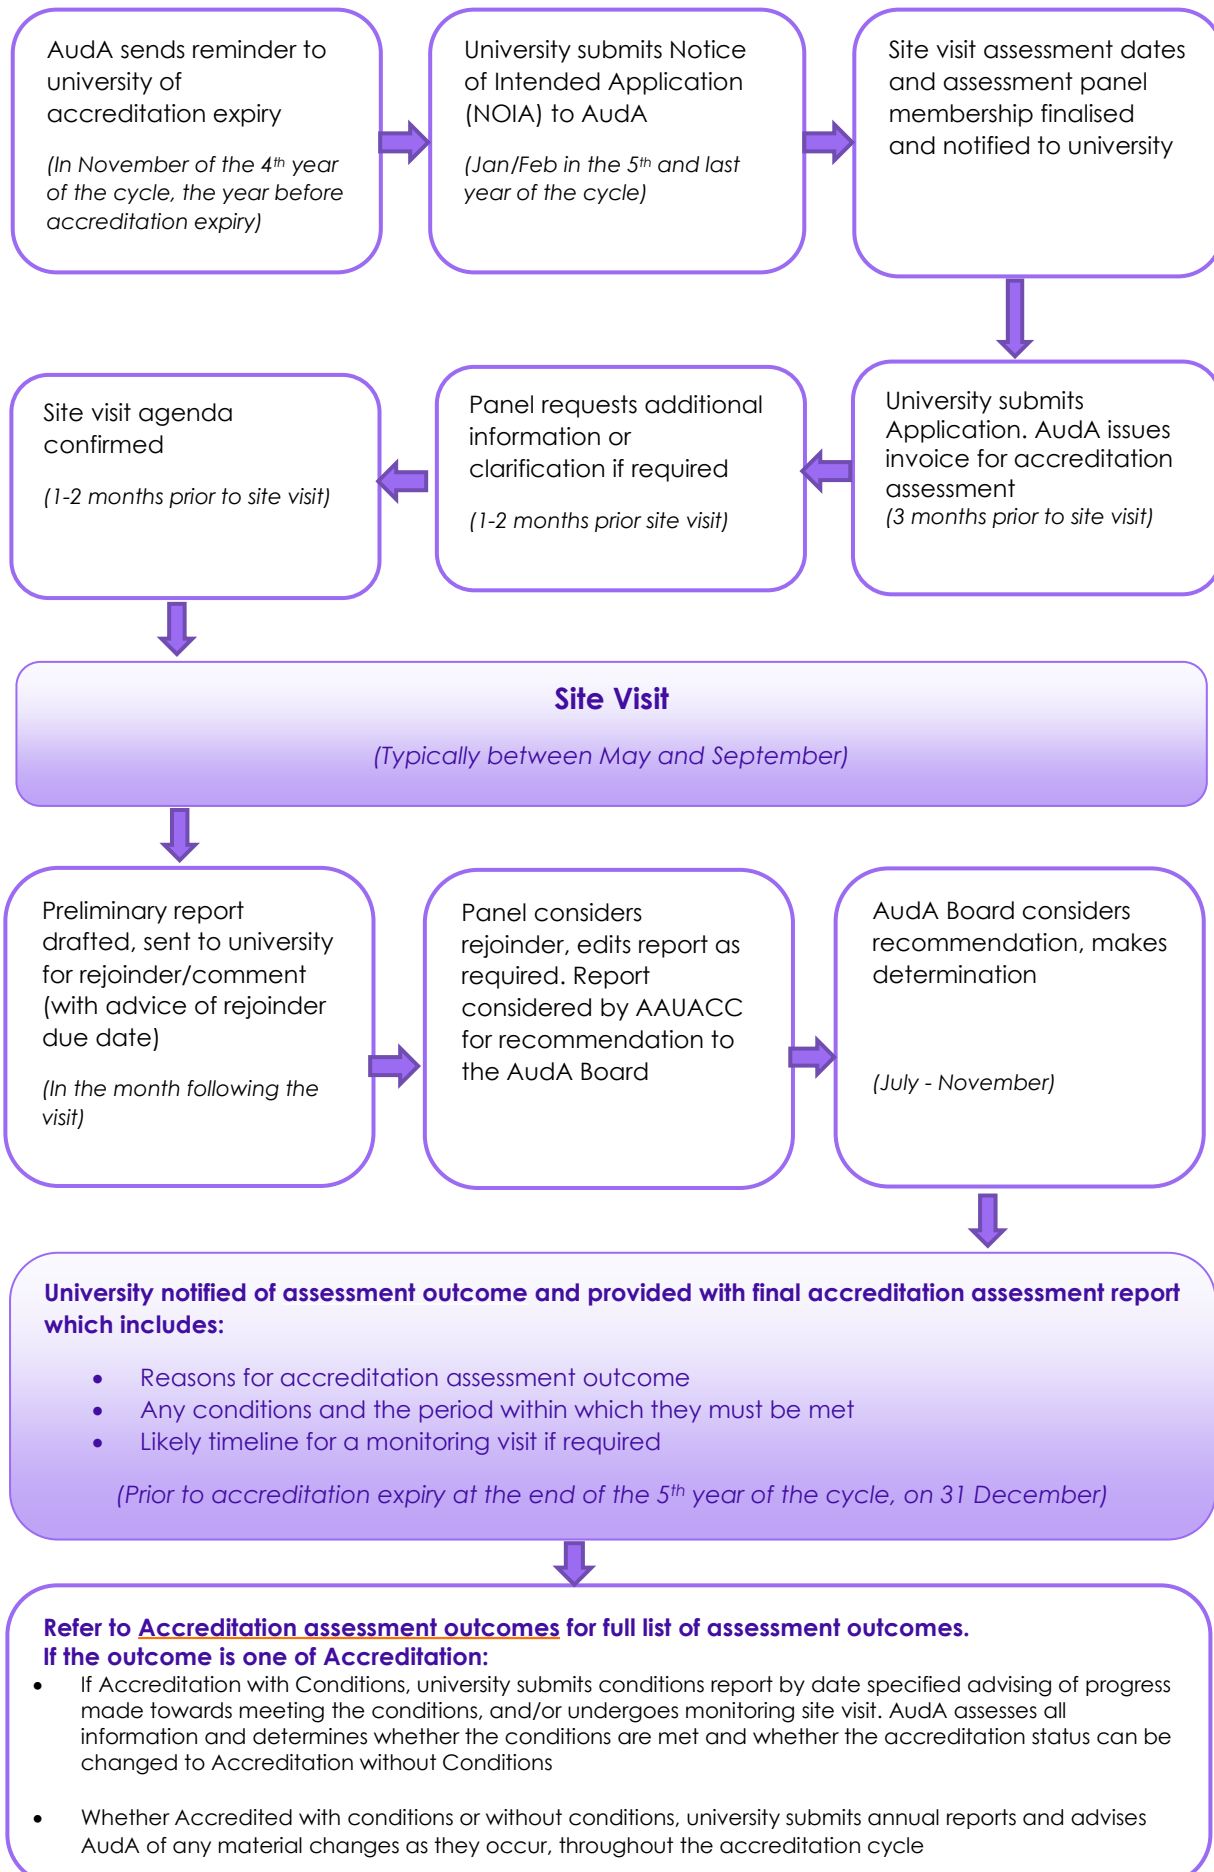 AudA sends reminder to
university of
accreditation expiry
(In November of the 4th year
of the cycle, the year before
accreditation expiry)
University submits Notice
of Intended Application
(NOIA) to AudA
(Jan/Feb in the 5th and last
year of the cycle)
Site visit assessment dates
and assessment panel
membership finalised
and notified to university
University submits
Application. AudA issues
invoice for accreditation
assessment
(3 months prior to site visit)
Panel requests additional
information or
clarification if required
(1-2 months prior site visit)
Site visit agenda
confirmed
(1-2 months prior to site visit)
Site Visit
(Typically between May and September)
Preliminary report
drafted, sent to university
for rejoinder/comment
(with advice of rejoinder
due date)
(In the month following the
visit)
Panel considers
rejoinder, edits report as
required. Report
considered by AAUACC
for recommendation to
the AudA Board
AudA Board considers
recommendation, makes
determination
(July - November)
University notified of assessment outcome and provided with final accreditation assessment report
which includes:
• Reasons for accreditation assessment outcome
• Any conditions and the period within which they must be met
• Likely timeline for a monitoring visit if required
(Prior to accreditation expiry at the end of the 5th year of the cycle, on 31 December)
Refer to Accreditation assessment outcomes for full list of assessment outcomes.
If the outcome is one of Accreditation:
• If Accreditation with Conditions, university submits conditions report by date specified advising of progress
made towards meeting the conditions, and/or undergoes monitoring site visit. AudA assesses all
information and determines whether the conditions are met and whether the accreditation status can be
changed to Accreditation without Conditions
• Whether Accredited with conditions or without conditions, university submits annual reports and advises
AudA of any material changes as they occur, throughout the accreditation cycle